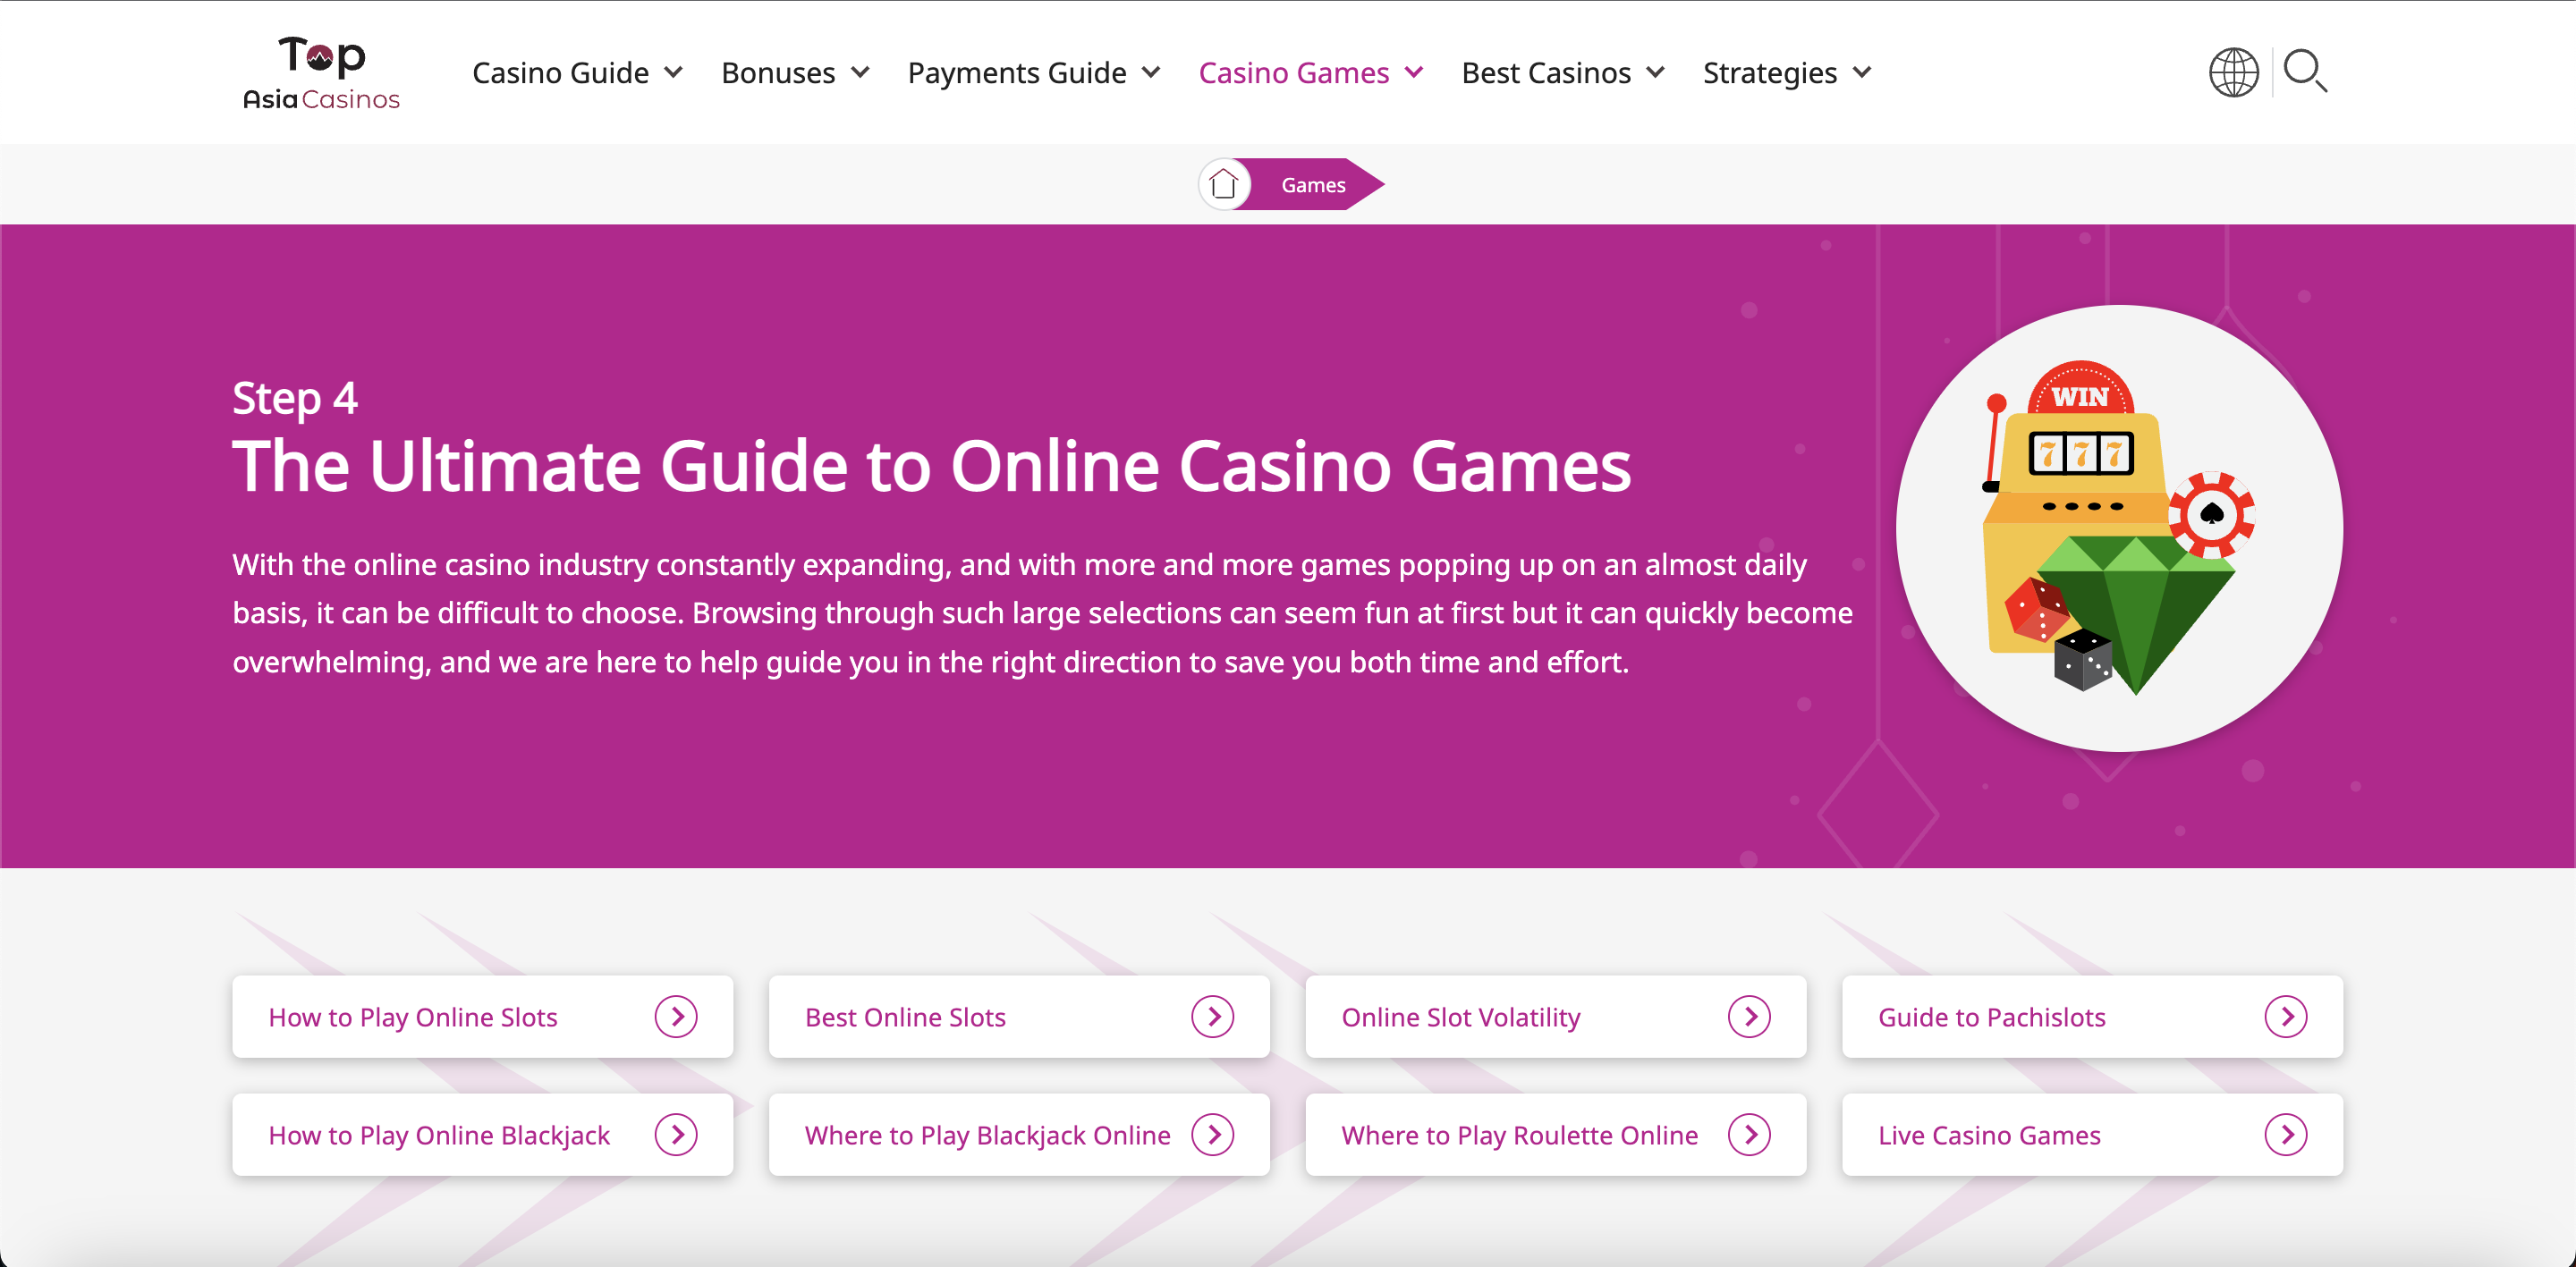 Top
Asia Casinos
Casino Guide
Bonuses
Payments Guide
Casino Games
Best Casinos
Strategies
Games
Step 4
The Ultimate Guide to Online Casino Games
With the online casino industry constantly expanding, and with more and more games popping up on an almost daily
basis, it can be difficult to choose. Browsing through such large selections can seem fun at first but it can quickly become
overwhelming, and we are here to help guide you in the right direction to save you both time and effort.
WIN
7 7 7
How to Play Online Slots
Best Online Slots
Online Slot Volatility
Guide to Pachislots
How to Play Online Blackjack
Where to Play Blackjack Online
Where to Play Roulette Online
Live Casino Games